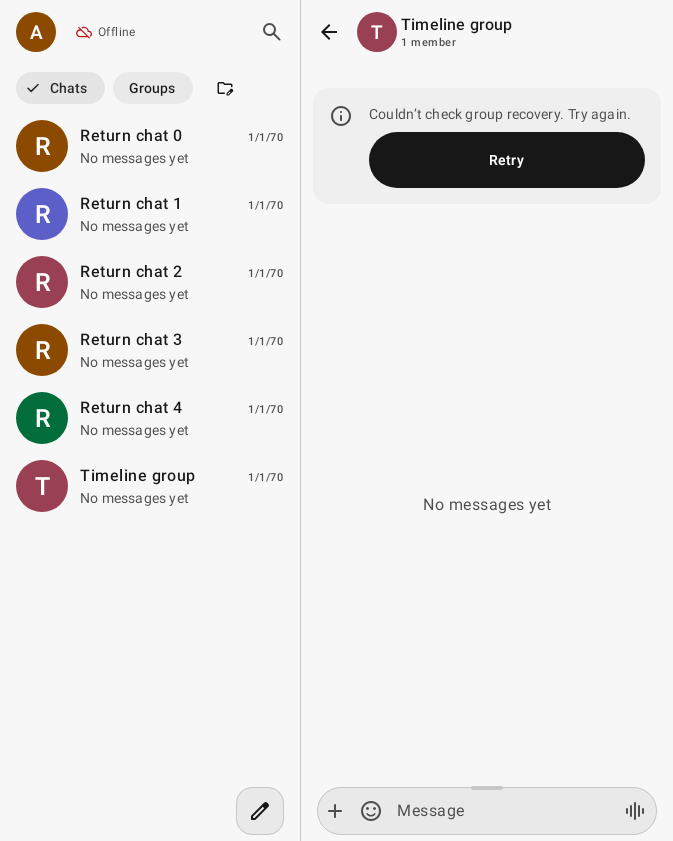 A
Offline
Chats
Groups
R
Return chat 0
1/1/70
No messages yet
R
Return chat 1
1/1/70
No messages yet
R
Return chat 2
1/1/70
No messages yet
R
Return chat 3
1/1/70
No messages yet
R
Return chat 4
1/1/70
No messages yet
T
Timeline group
1/1/70
No messages yet
T
Timeline group
1 member
Couldn't check group recovery. Try again.
Retry
No messages yet
Message